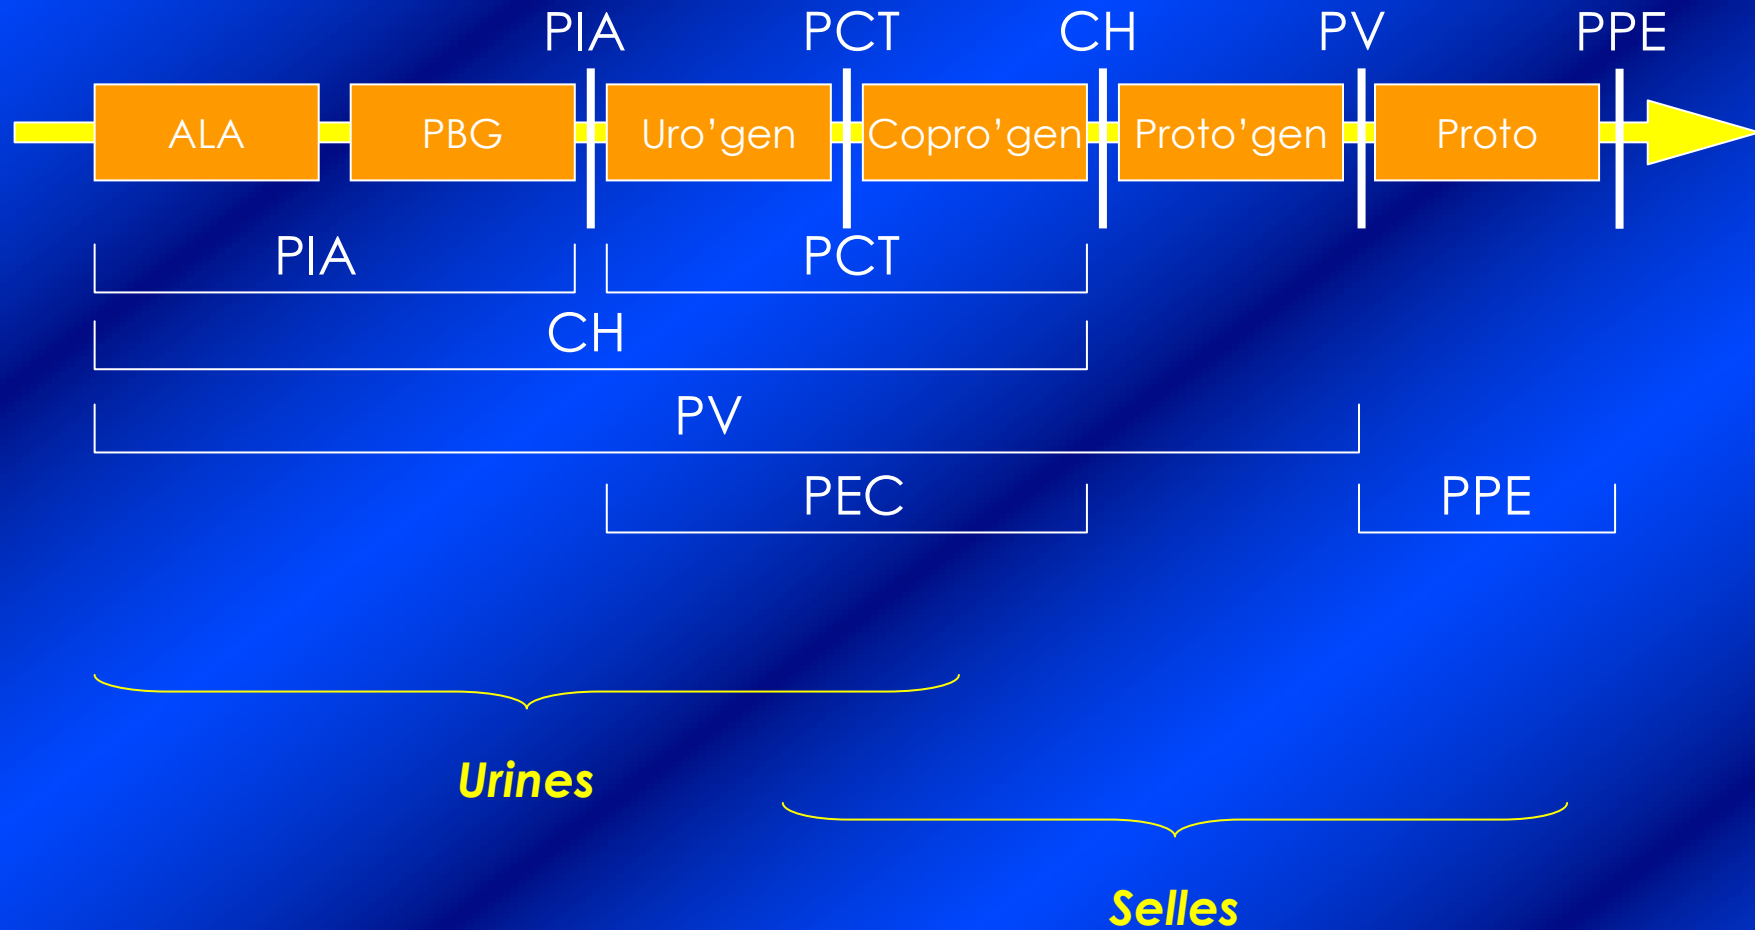 PIA PCT CH PV PPE
ALA PBG Uro’gen Copro’gen Proto’gen Proto
PIA PCT
CH
PV
PEC PPE
Urines
Selles